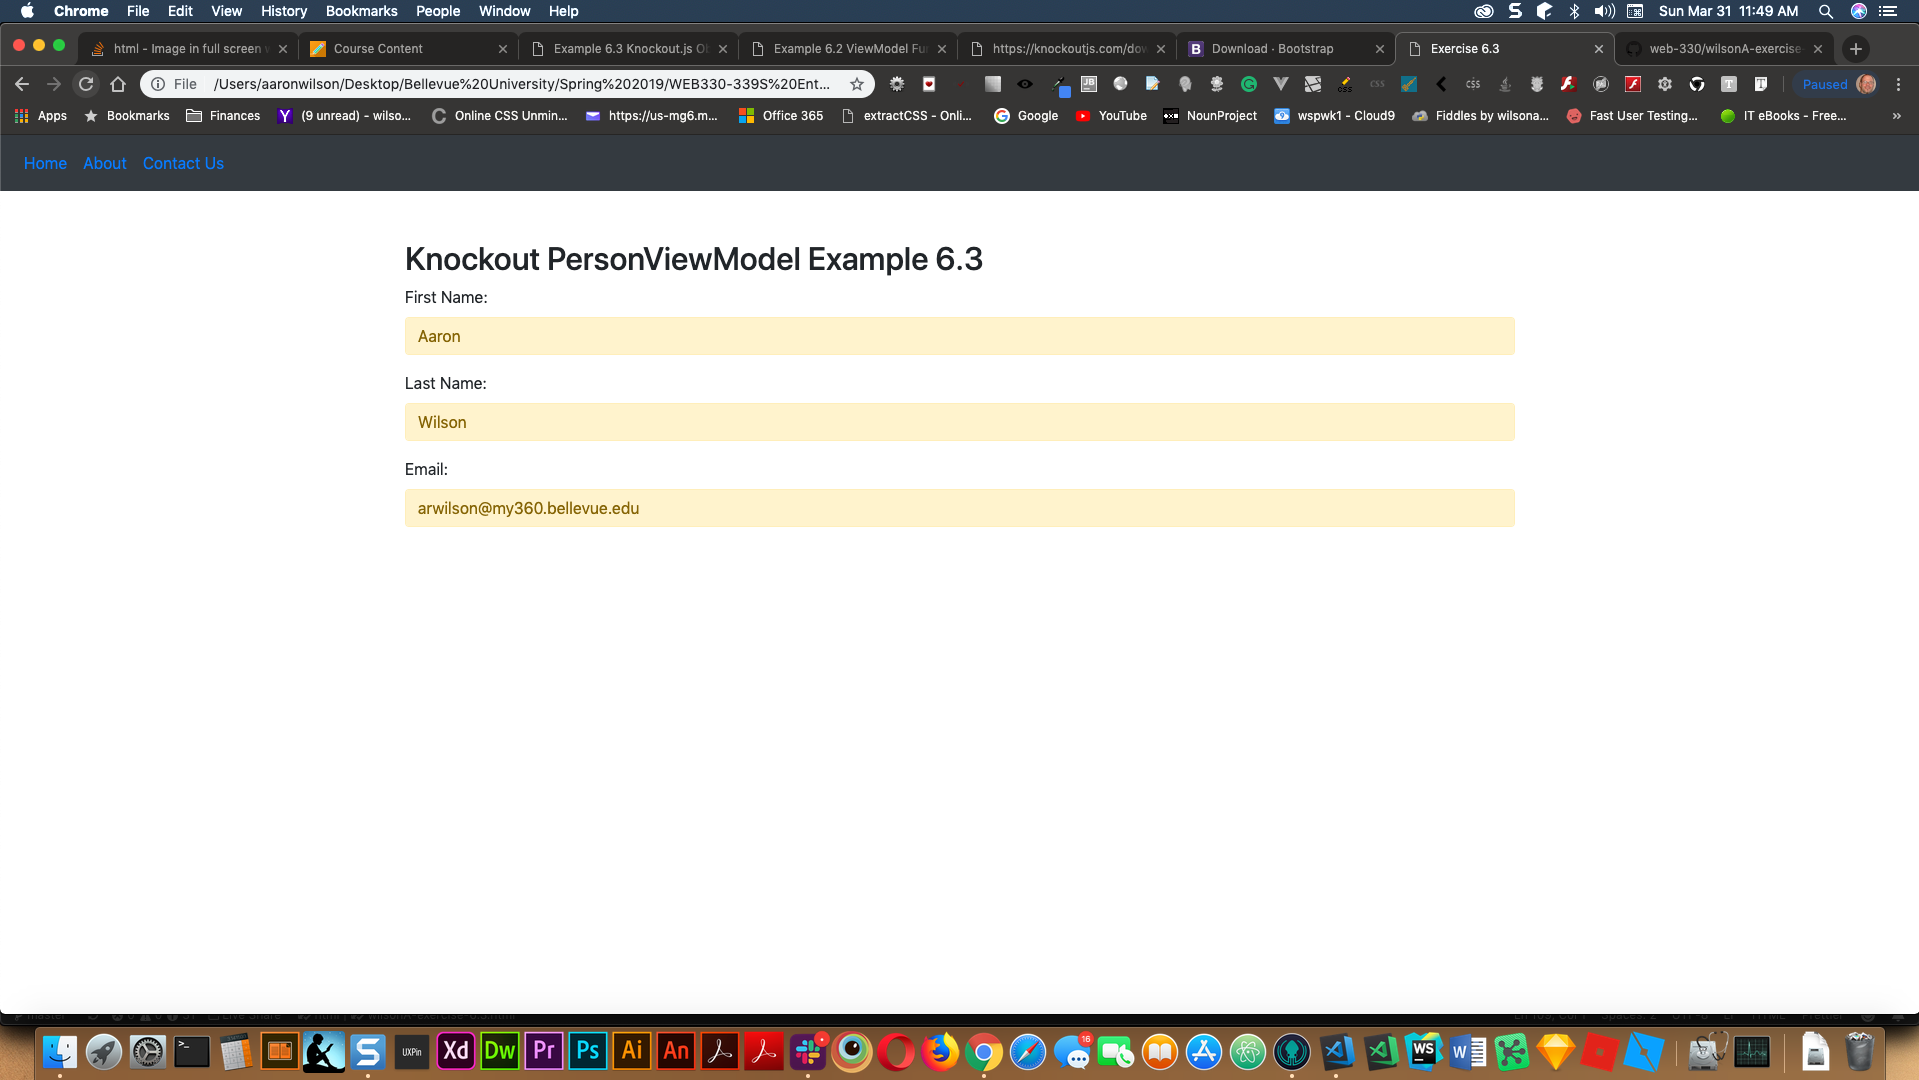 Chrome File Edit View History Bookmarks People Window Help Sun Mar 31 11:49 AM
html - Image in full screen Course Content Example 6.3 Knockout.js Example 6.2 ViewModel https://knockoutjs.com/ Download · Bootstrap Exercise 6.3 web-330/wilsonA-exercise
File /Users/aaronwilson/Desktop/Bellevue%20University/Spring%202019/WEB330-339S%20Ent... Paused
Apps Bookmarks Finances (9 unread) - wilso... Online CSS Unmin... https://us-mg6.m... Office 365 extractCSS - Onli... Google YouTube NounProject wspwk1 - Cloud9 Fiddles by wilsona... Fast User Testing... IT eBooks - Free... »
Home About Contact Us
Knockout PersonViewModel Example 6.3
First Name:
Aaron
Last Name:
Wilson
Email:
arwilson@my360.bellevue.edu
UXPin Xd Dw Pr Ps Ai An 16 WS W